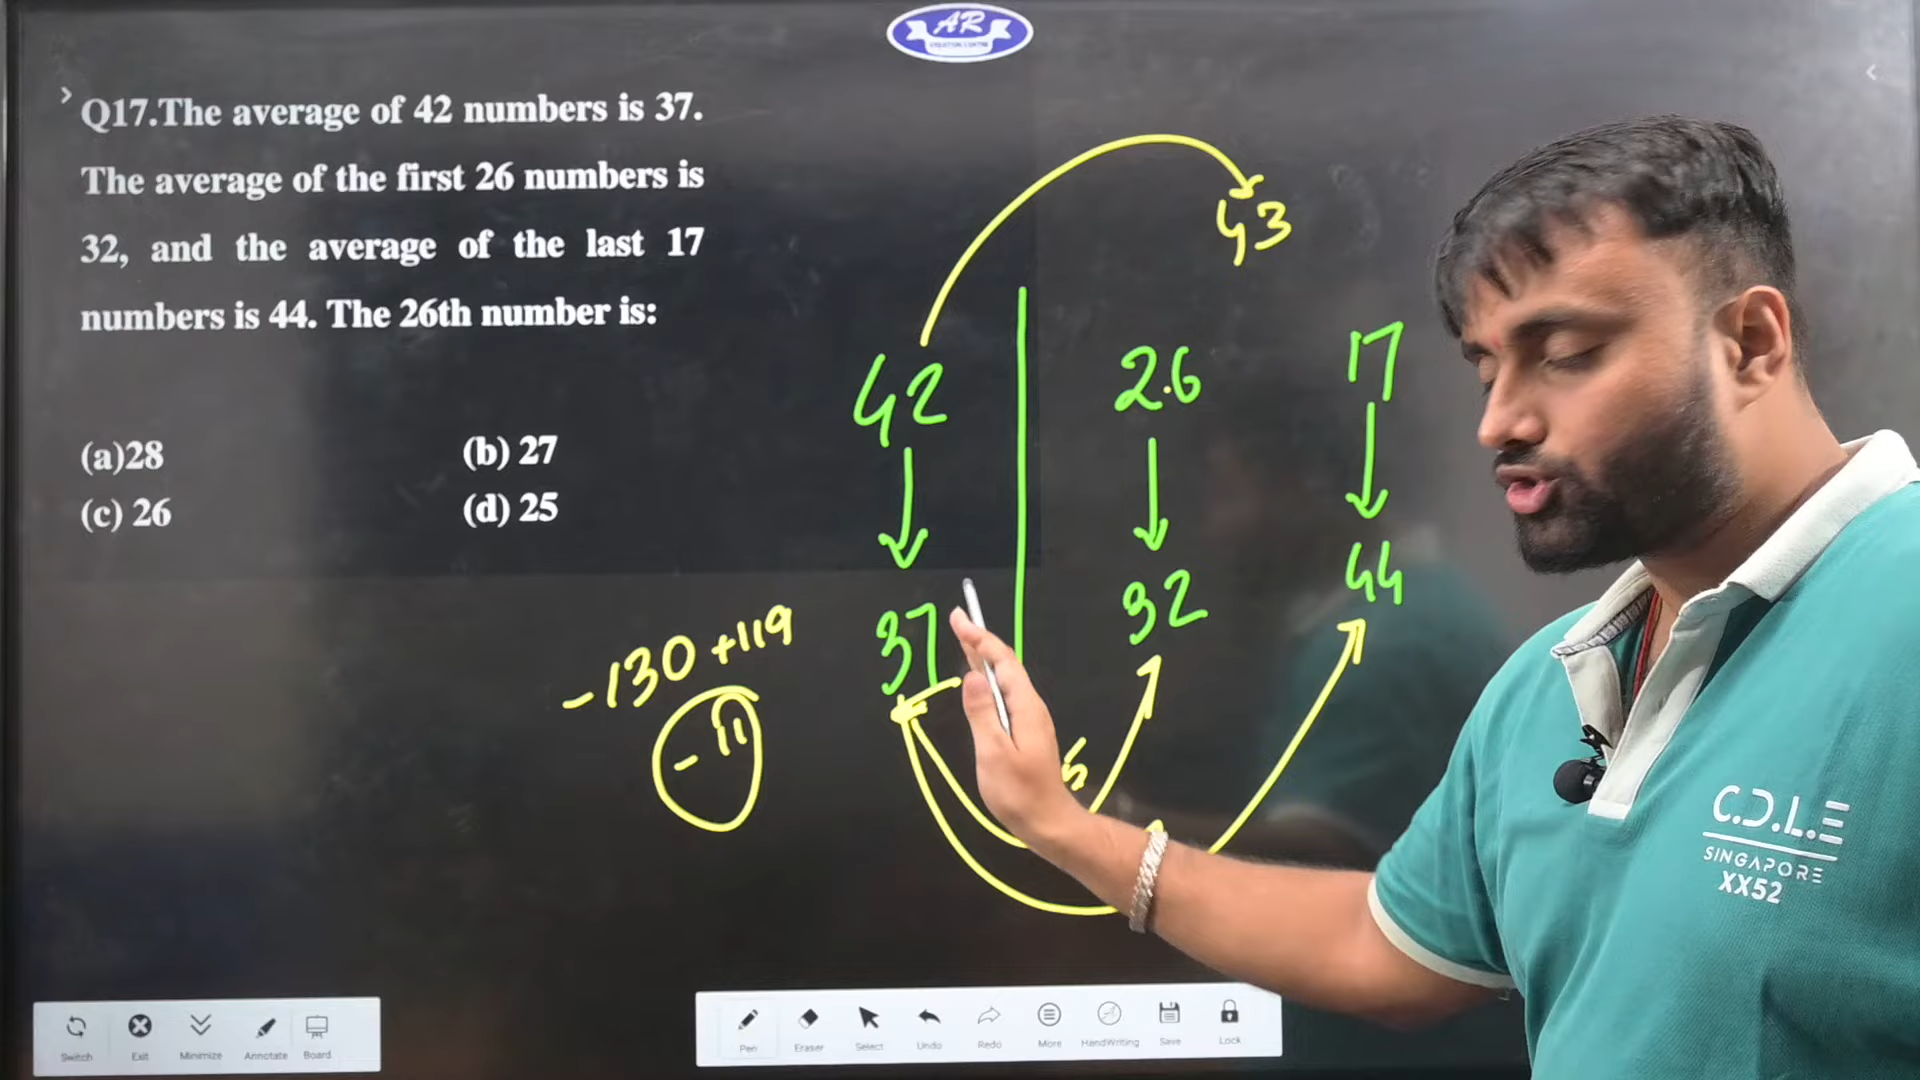 AR
Q17.The average of 42 numbers is 37.
The average of the first 26 numbers is
32, and the average of the last 17
numbers is 44. The 26th number is:
(a)28 (b) 27
(c) 26 (d) 25
43
42 26 17
37 32 44
-130+119
-11
5
C.D.L.E
SINGAPORE
XX52
Switch Exit Minimize Annotate Board
Pen Eraser Select Undo Redo More HandWriting Save Lock